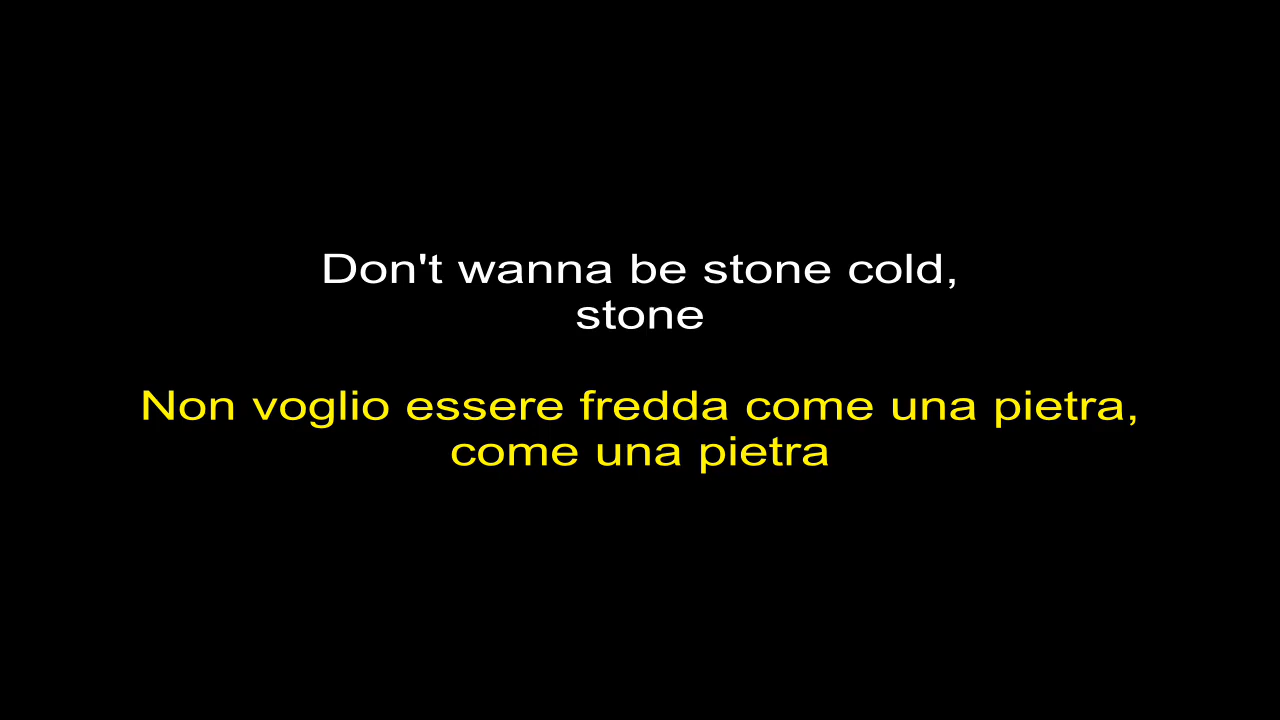 Don't wanna be stone cold,
stone
Non voglio essere fredda come una pietra,
come una pietra